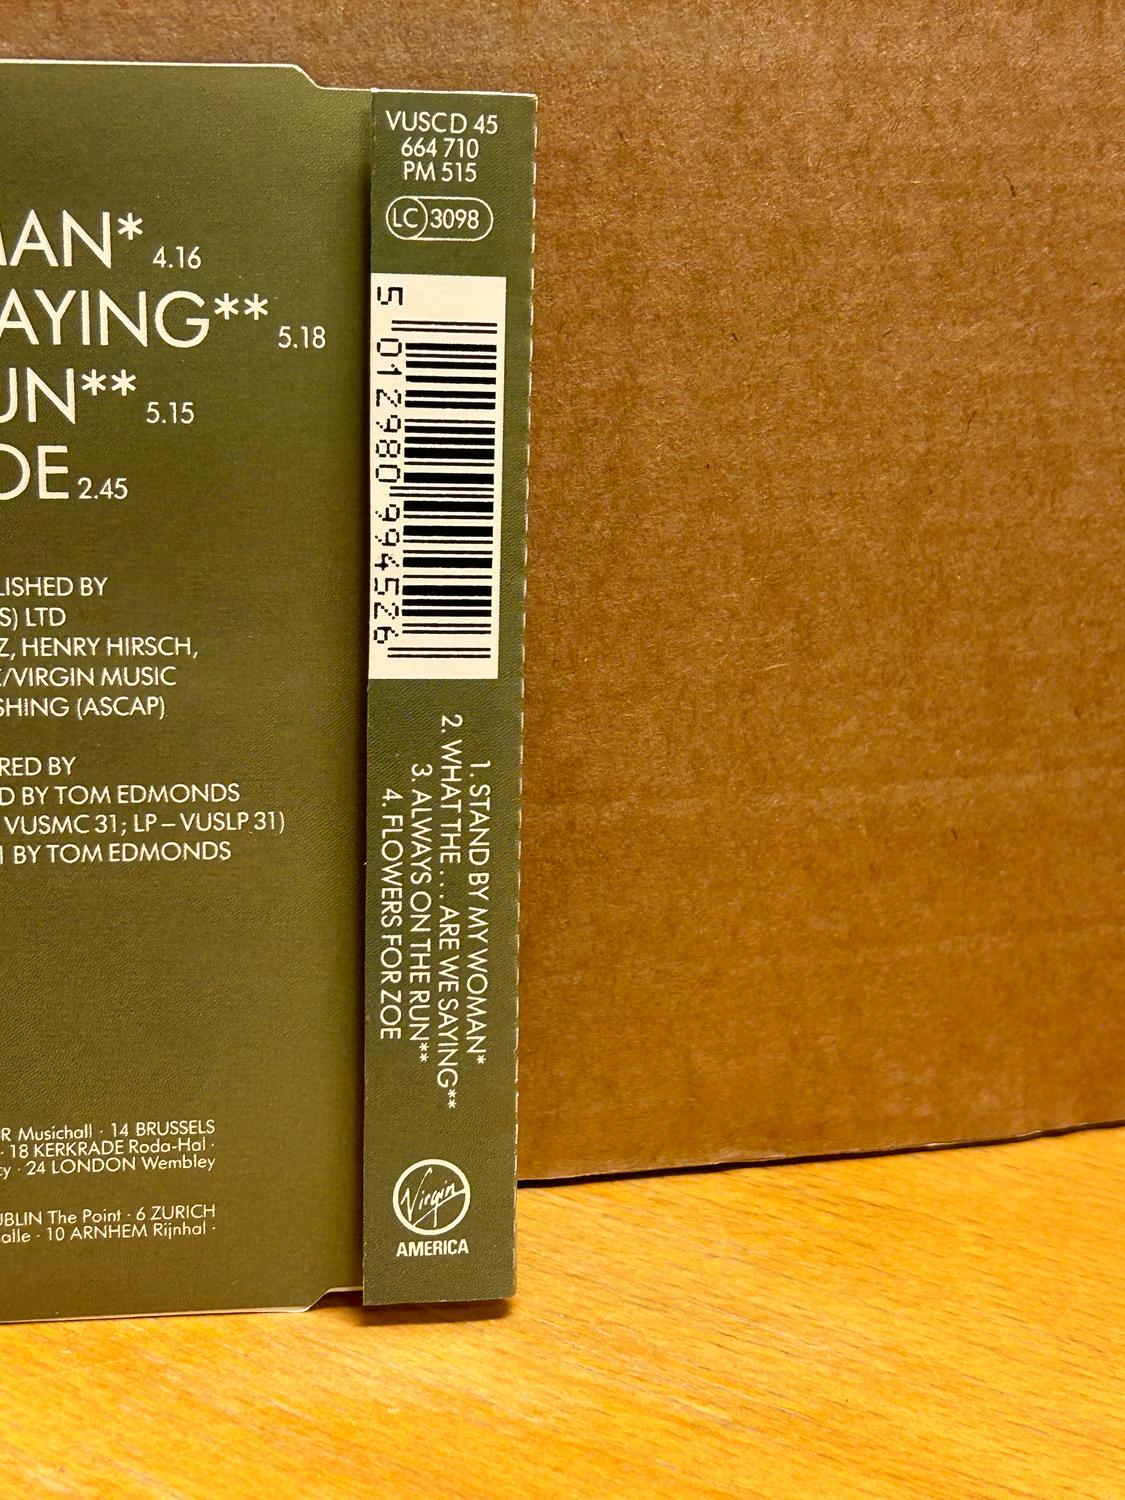 MAN* 4.16
AYING** 5.18
UN** 5.15
OE 2.45
LISHED BY
S) LTD
Z, HENRY HIRSCH,
/VIRGIN MUSIC
SHING (ASCAP)
RED BY
D BY TOM EDMONDS
VUSMC 31; LP – VUSLP 31)
BY TOM EDMONDS
R Musichall · 14 BRUSSELS
· 18 KERKRADE Roda-Hal ·
ty · 24 LONDON Wembley
UBLIN The Point · 6 ZURICH
alle · 10 ARNHEM Rijnhal ·
VUSCD 45
664 710
PM 515
LC 3098
5 012980 994526
1. STAND BY MY WOMAN*
2. WHAT THE . . . ARE WE SAYING**
3. ALWAYS ON THE RUN**
4. FLOWERS FOR ZOE
Virgin
AMERICA